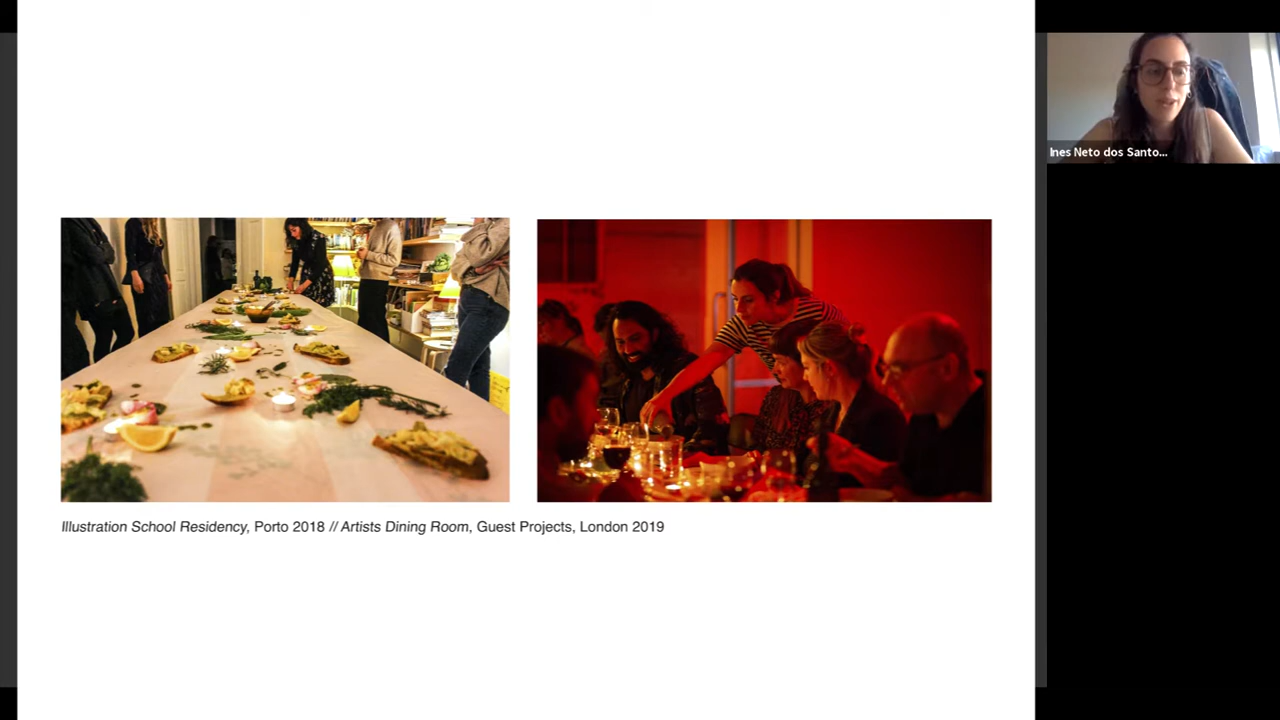 Ines Neto dos Santo...
Illustration School Residency, Porto 2018 // Artists Dining Room, Guest Projects, London 2019